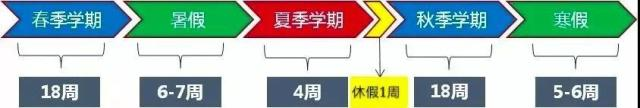 春季学期 暑假 夏季学期 秋季学期 寒假
18周 6-7周 4周 休假1周 18周 5-6周